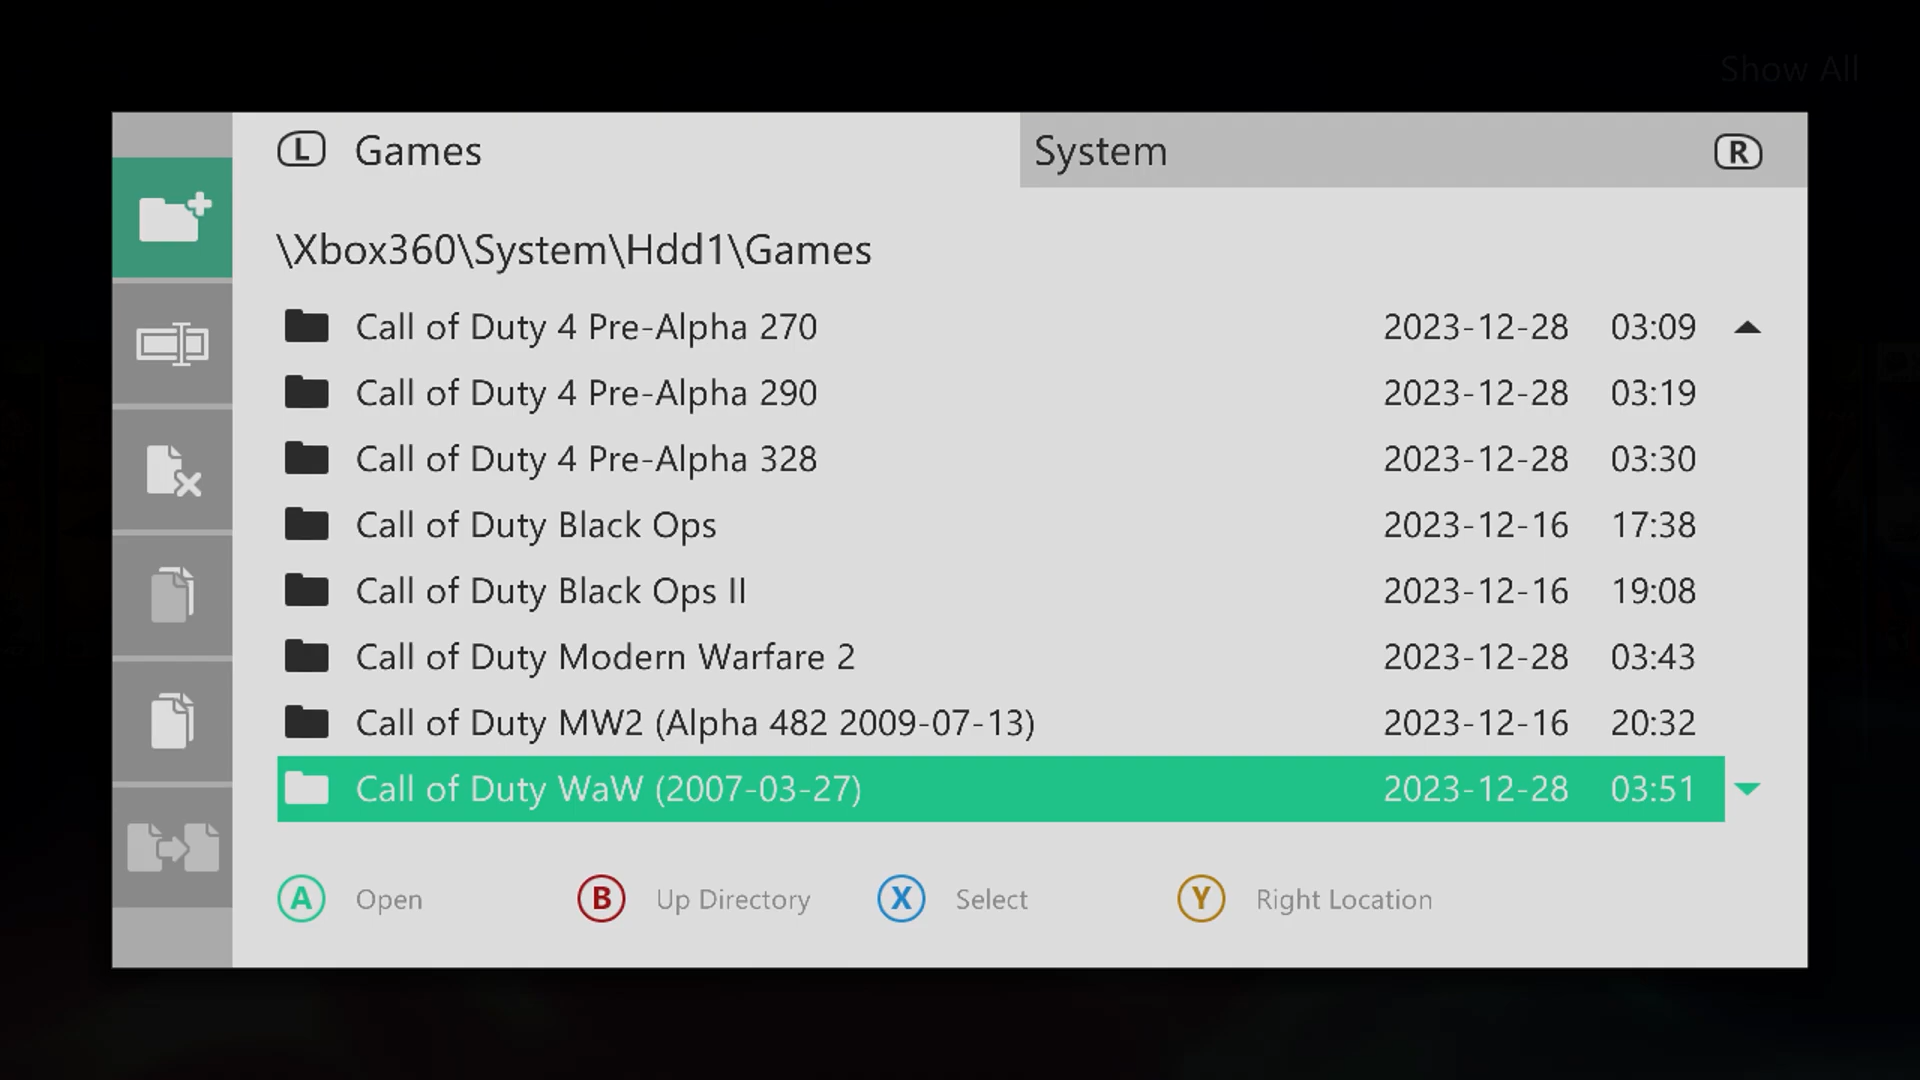 Show All
L Games
System R
\Xbox360\System\Hdd1\Games
Call of Duty 4 Pre-Alpha 270 2023-12-28 03:09
Call of Duty 4 Pre-Alpha 290 2023-12-28 03:19
Call of Duty 4 Pre-Alpha 328 2023-12-28 03:30
Call of Duty Black Ops 2023-12-16 17:38
Call of Duty Black Ops II 2023-12-16 19:08
Call of Duty Modern Warfare 2 2023-12-28 03:43
Call of Duty MW2 (Alpha 482 2009-07-13) 2023-12-16 20:32
Call of Duty WaW (2007-03-27) 2023-12-28 03:51
A Open B Up Directory X Select Y Right Location